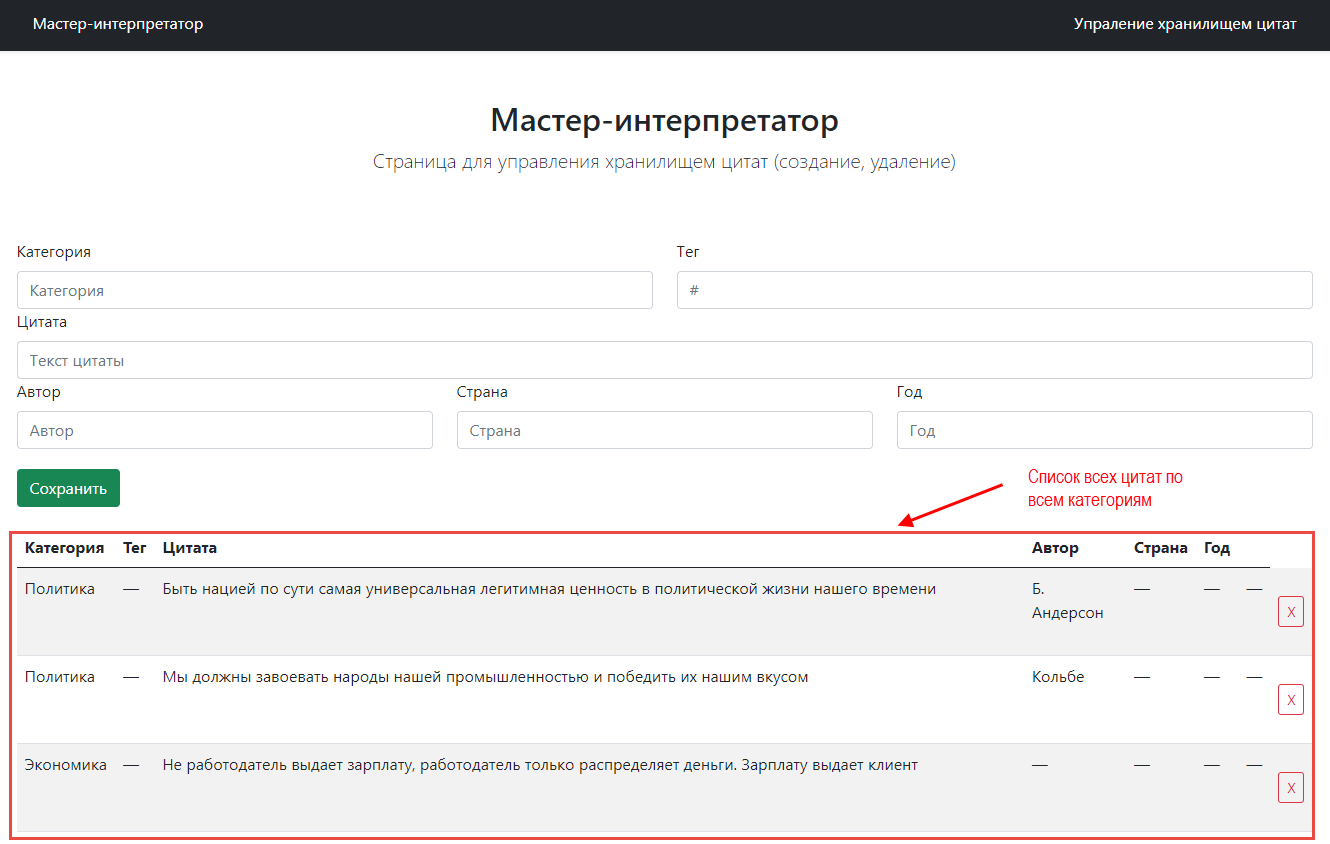 Мастер-интерпретатор
Упраление хранилищем цитат
Мастер-интерпретатор
Страница для управления хранилищем цитат (создание, удаление)
Категория
Тег
Категория
#
Цитата
Текст цитаты
Автор
Страна
Год
Автор
Страна
Год
Сохранить
Список всех цитат по
всем категориям
Категория Тег Цитата Автор Страна Год
Политика — Быть нацией по сути самая универсальная легитимная ценность в политической жизни нашего времени Б. — — —
Андерсон X
Политика — Мы должны завоевать народы нашей промышленностью и победить их нашим вкусом Кольбе — — —
X
Экономика — Не работодатель выдает зарплату, работодатель только распределяет деньги. Зарплату выдает клиент — — — —
X